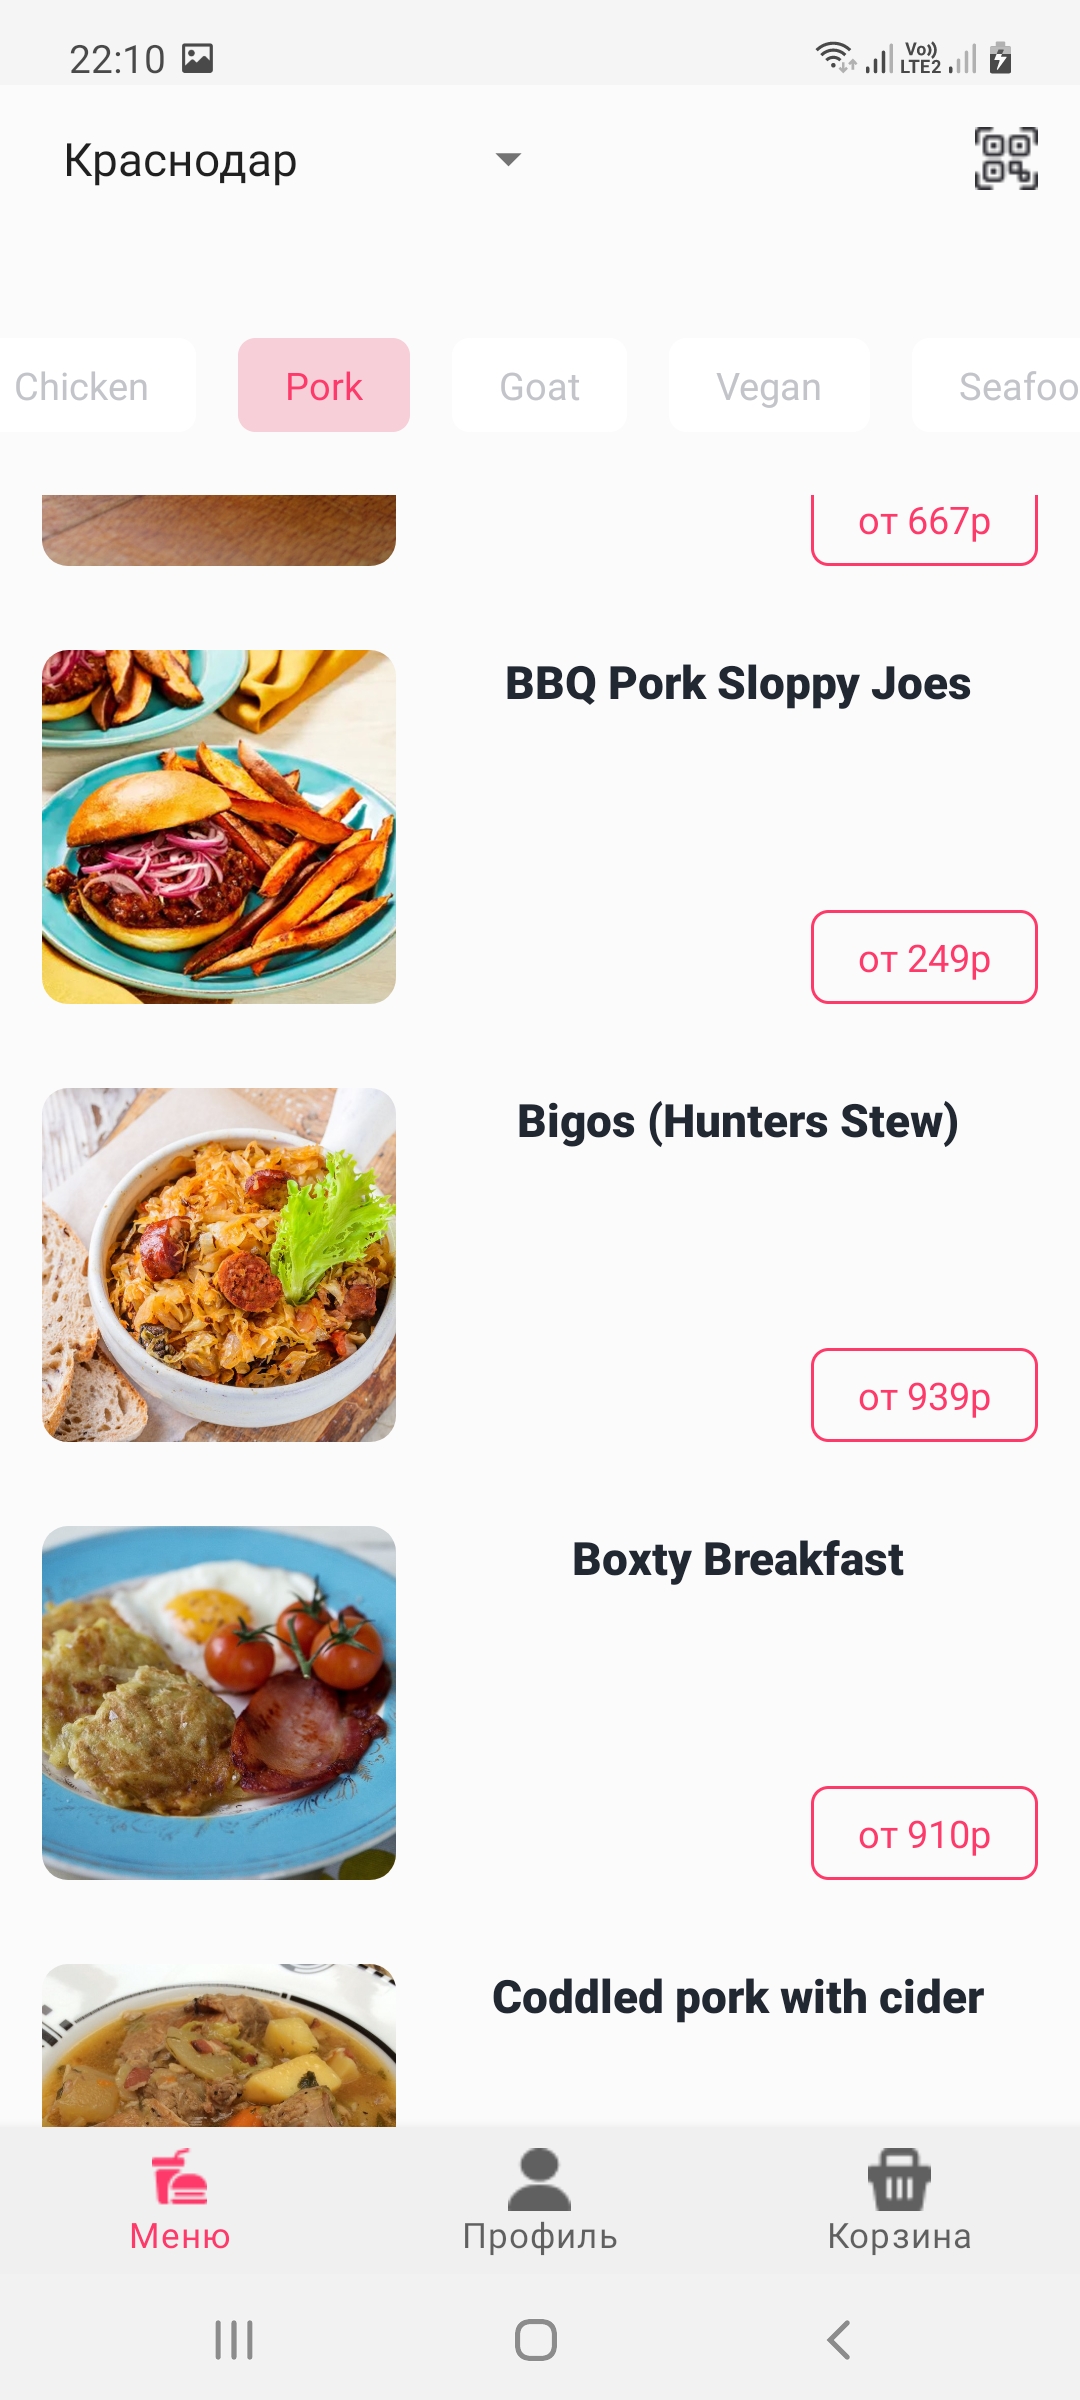 22:10
Vo))
LTE2
Краснодар
Chicken
Pork
Goat
Vegan
Seafoo
от 667р
BBQ Pork Sloppy Joes
от 249р
Bigos (Hunters Stew)
от 939р
Boxty Breakfast
от 910р
Coddled pork with cider
Меню
Профиль
Корзина